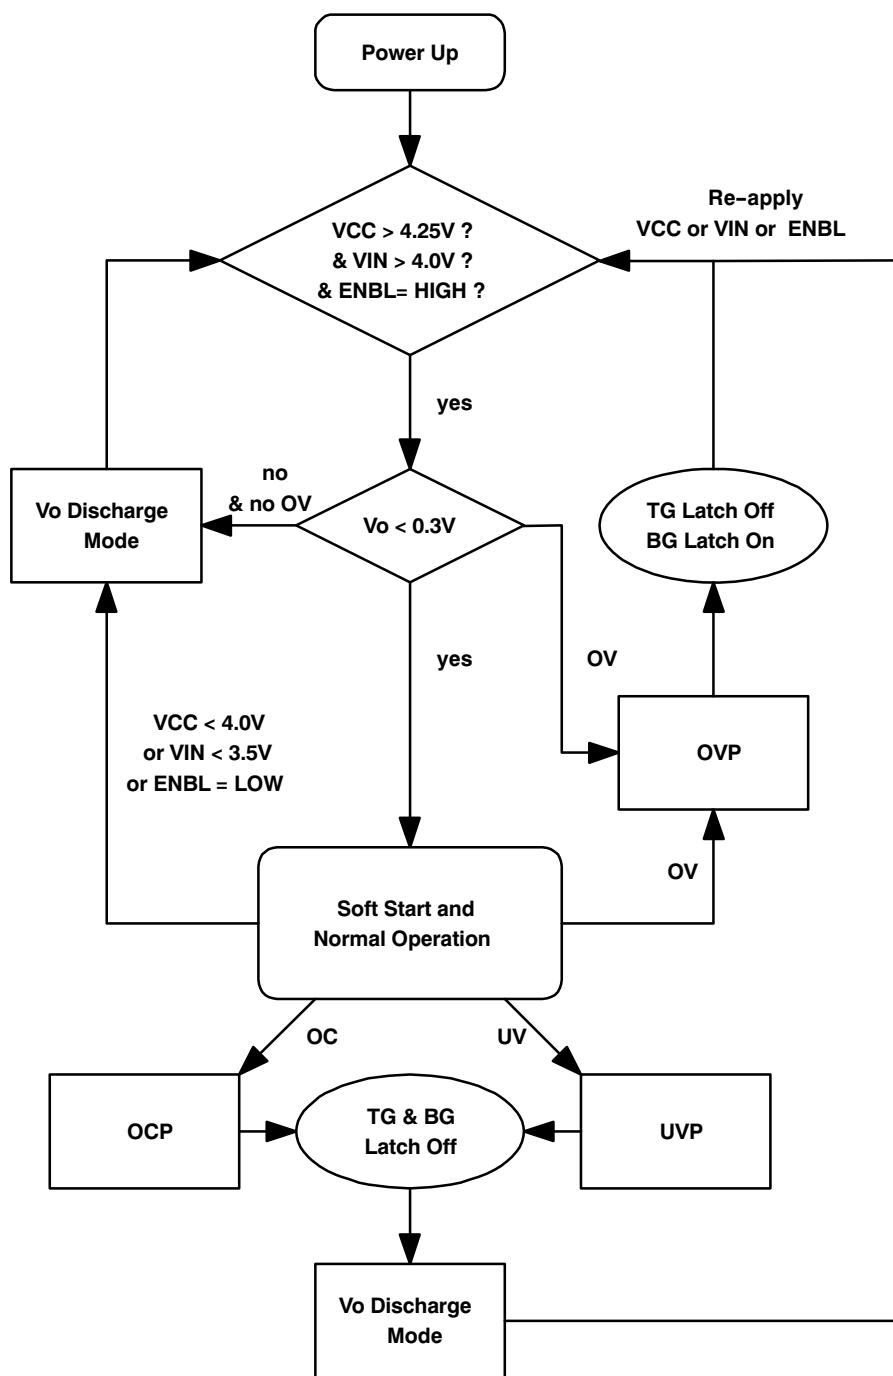 Power Up
Re-apply
VCC or VIN or ENBL
VCC > 4.25V ?
& VIN > 4.0V ?
& ENBL= HIGH ?
yes
no
& no OV
Vo Discharge
Mode
Vo < 0.3V
TG Latch Off
BG Latch On
yes
OV
VCC < 4.0V
or VIN < 3.5V
or ENBL = LOW
OVP
OV
Soft Start and
Normal Operation
OC
UV
OCP
TG & BG
Latch Off
UVP
Vo Discharge
Mode